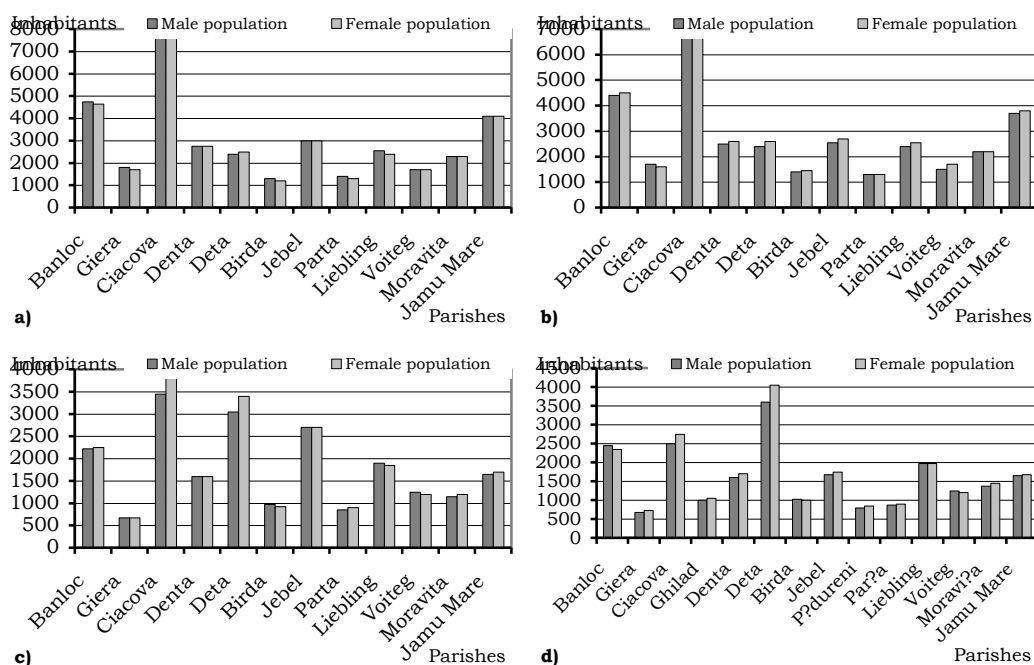 Inhabitants
Male population
Female population
8000
7000
6000
5000
4000
3000
2000
1000
0
Banloc
Giera
Ciacova
Denta
Deta
Birda
Jebel
Parta
Liebling
Voiteg
Moravita
Jamu Mare
a)
Parishes
Inhabitants
Male population
Female population
7000
6000
5000
4000
3000
2000
1000
0
Banloc
Giera
Ciacova
Denta
Deta
Birda
Jebel
Parta
Liebling
Voiteg
Moravita
Jamu Mare
b)
Parishes
Inhabitants
Male population
Female population
4000
3500
3000
2500
2000
1500
1000
500
0
Banloc
Giera
Ciacova
Denta
Deta
Birda
Jebel
Parta
Liebling
Voiteg
Moravita
Jamu Mare
c)
Parishes
Inhabitants
Male population
Female population
4500
4000
3500
3000
2500
2000
1500
1000
500
0
Banloc
Giera
Ciacova
Ghilad
Denta
Deta
Birda
Jebel
P?dureni
Par?a
Liebling
Voiteg
Moravi?a
Jamu Mare
d)
Parishes